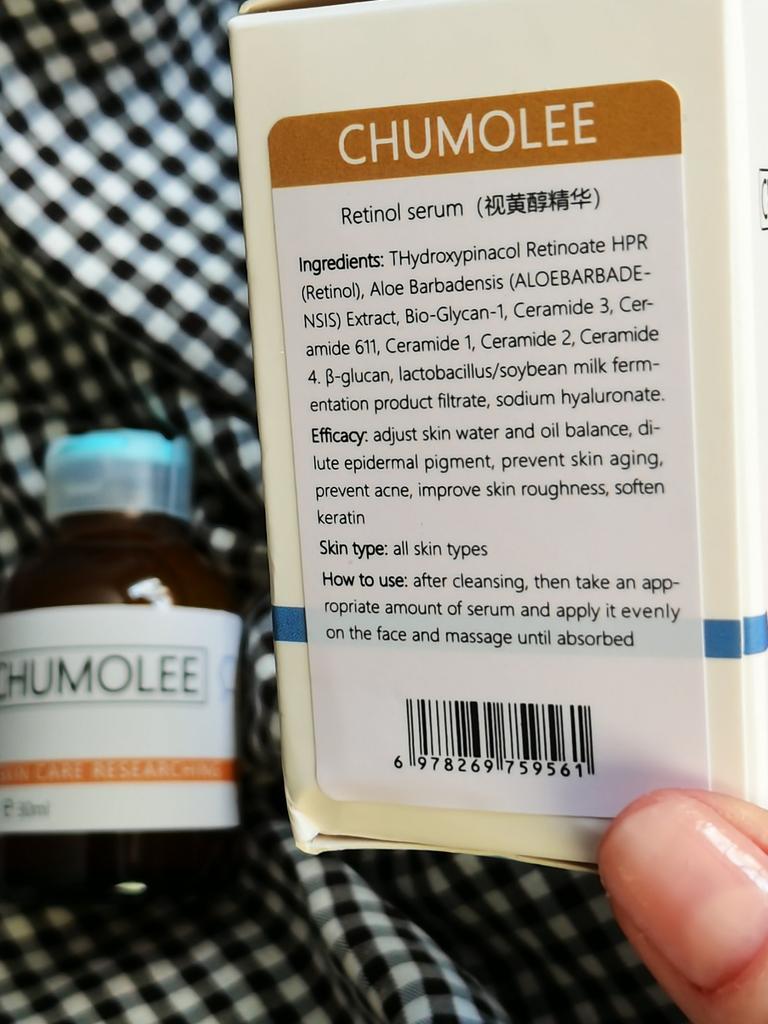 CHUMOLEE
Retinol serum (视黄醇精华)
Ingredients: THydroxypinacol Retinoate HPR
(Retinol), Aloe Barbadensis (ALOEBARBADE-
NSIS) Extract, Bio-Glycan-1, Ceramide 3, Cer-
amide 611, Ceramide 1, Ceramide 2, Ceramide
4. β-glucan, lactobacillus/soybean milk ferm-
entation product filtrate, sodium hyaluronate.
Efficacy: adjust skin water and oil balance, di-
lute epidermal pigment, prevent skin aging,
prevent acne, improve skin roughness, soften
keratin
Skin type: all skin types
How to use: after cleansing, then take an app-
ropriate amount of serum and apply it evenly
on the face and massage until absorbed
6 978269 759561
CHUMOLEE
SKIN CARE RESEARCHING
℮30ml